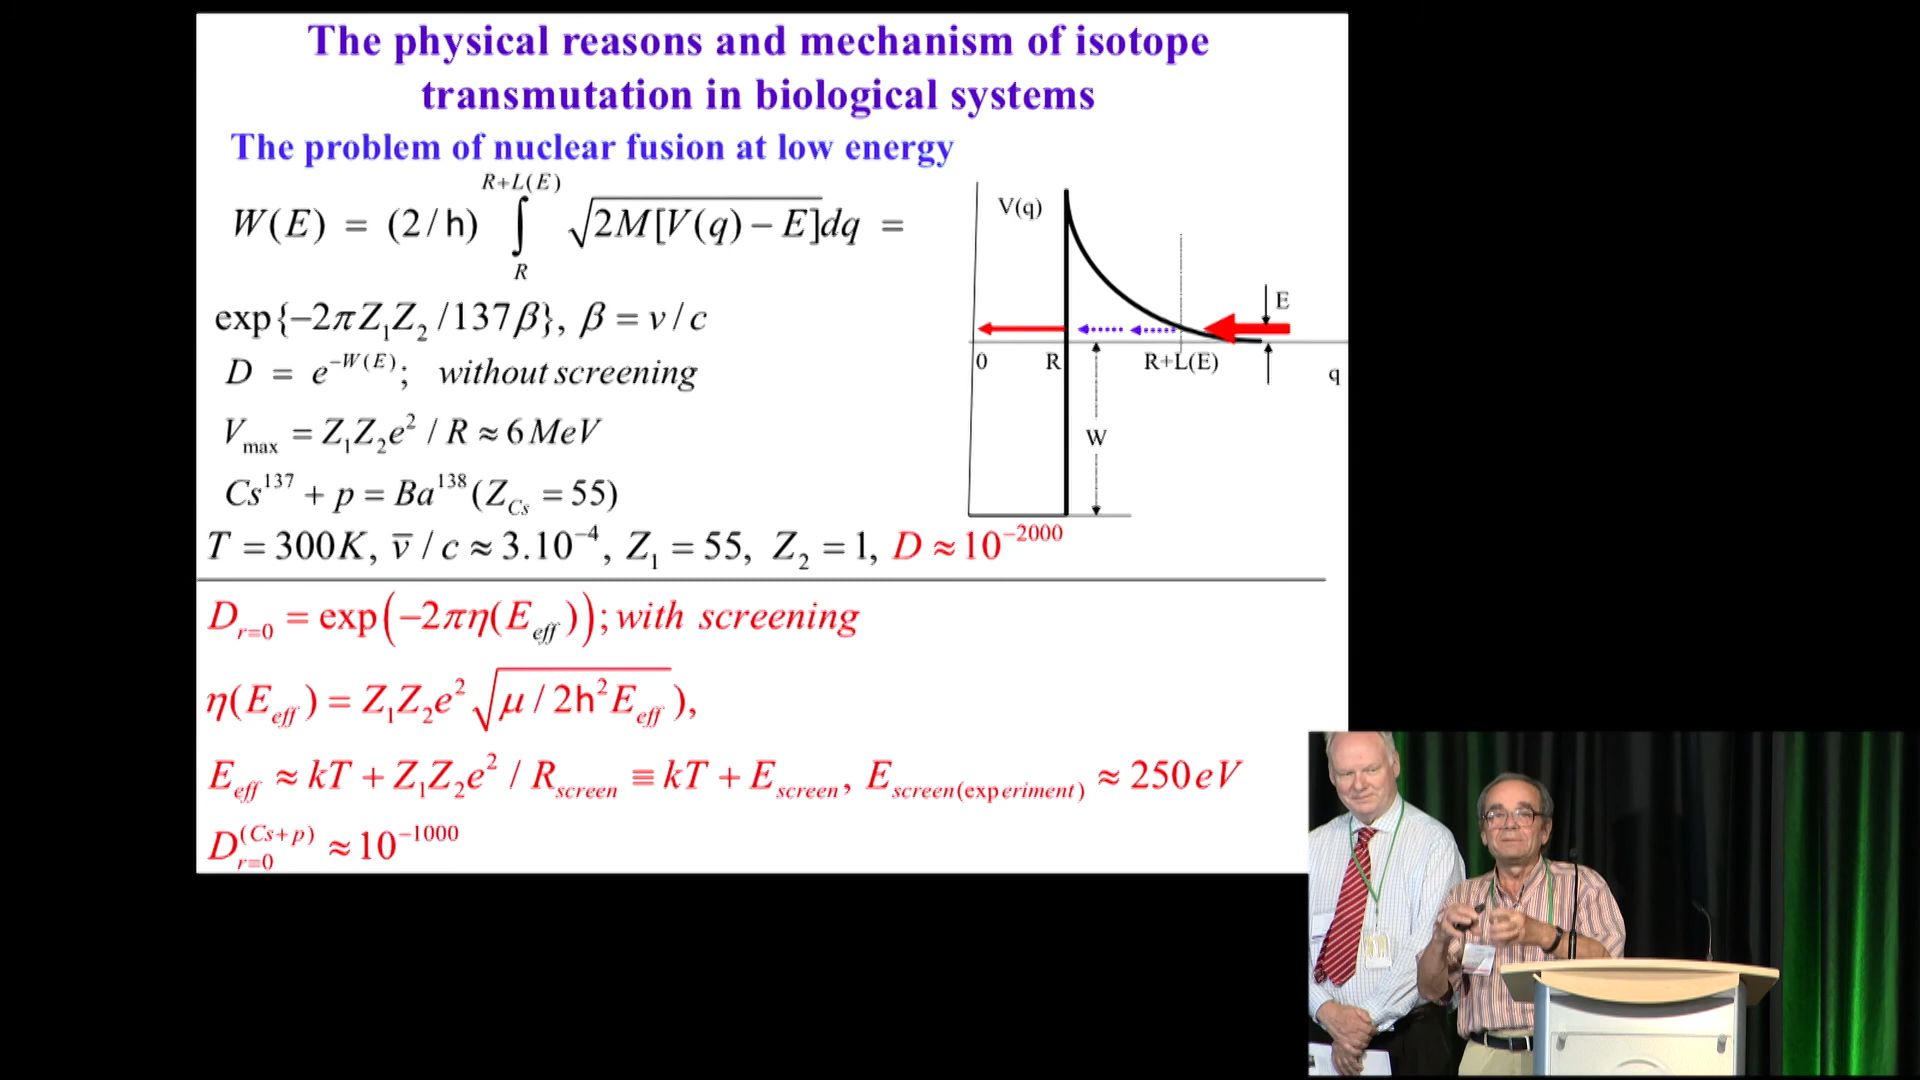 The physical reasons and mechanism of isotope
transmutation in biological systems
The problem of nuclear fusion at low energy
R+L(E)
W(E) = (2/h) ∫ √2M[V(q) − E]dq =
R
exp{−2πZ₁Z₂/137β}, β = v/c
D = e^{−W(E)}; without screening
V_max = Z₁Z₂e²/R ≈ 6MeV
Cs¹³⁷ + p = Ba¹³⁸(Z_Cs = 55)
T = 300K, v̄/c ≈ 3.10⁻⁴, Z₁ = 55, Z₂ = 1, D ≈ 10⁻²⁰⁰⁰
V(q)
E
0 R R+L(E) q
W
D_{r=0} = exp(−2πη(E_eff)); with screening
η(E_eff) = Z₁Z₂e²√μ/2h²E_eff),
E_eff ≈ kT + Z₁Z₂e²/R_screen ≡ kT + E_screen, E_screen(experiment) ≈ 250eV
D_{r=0}^{(Cs+p)} ≈ 10⁻¹⁰⁰⁰